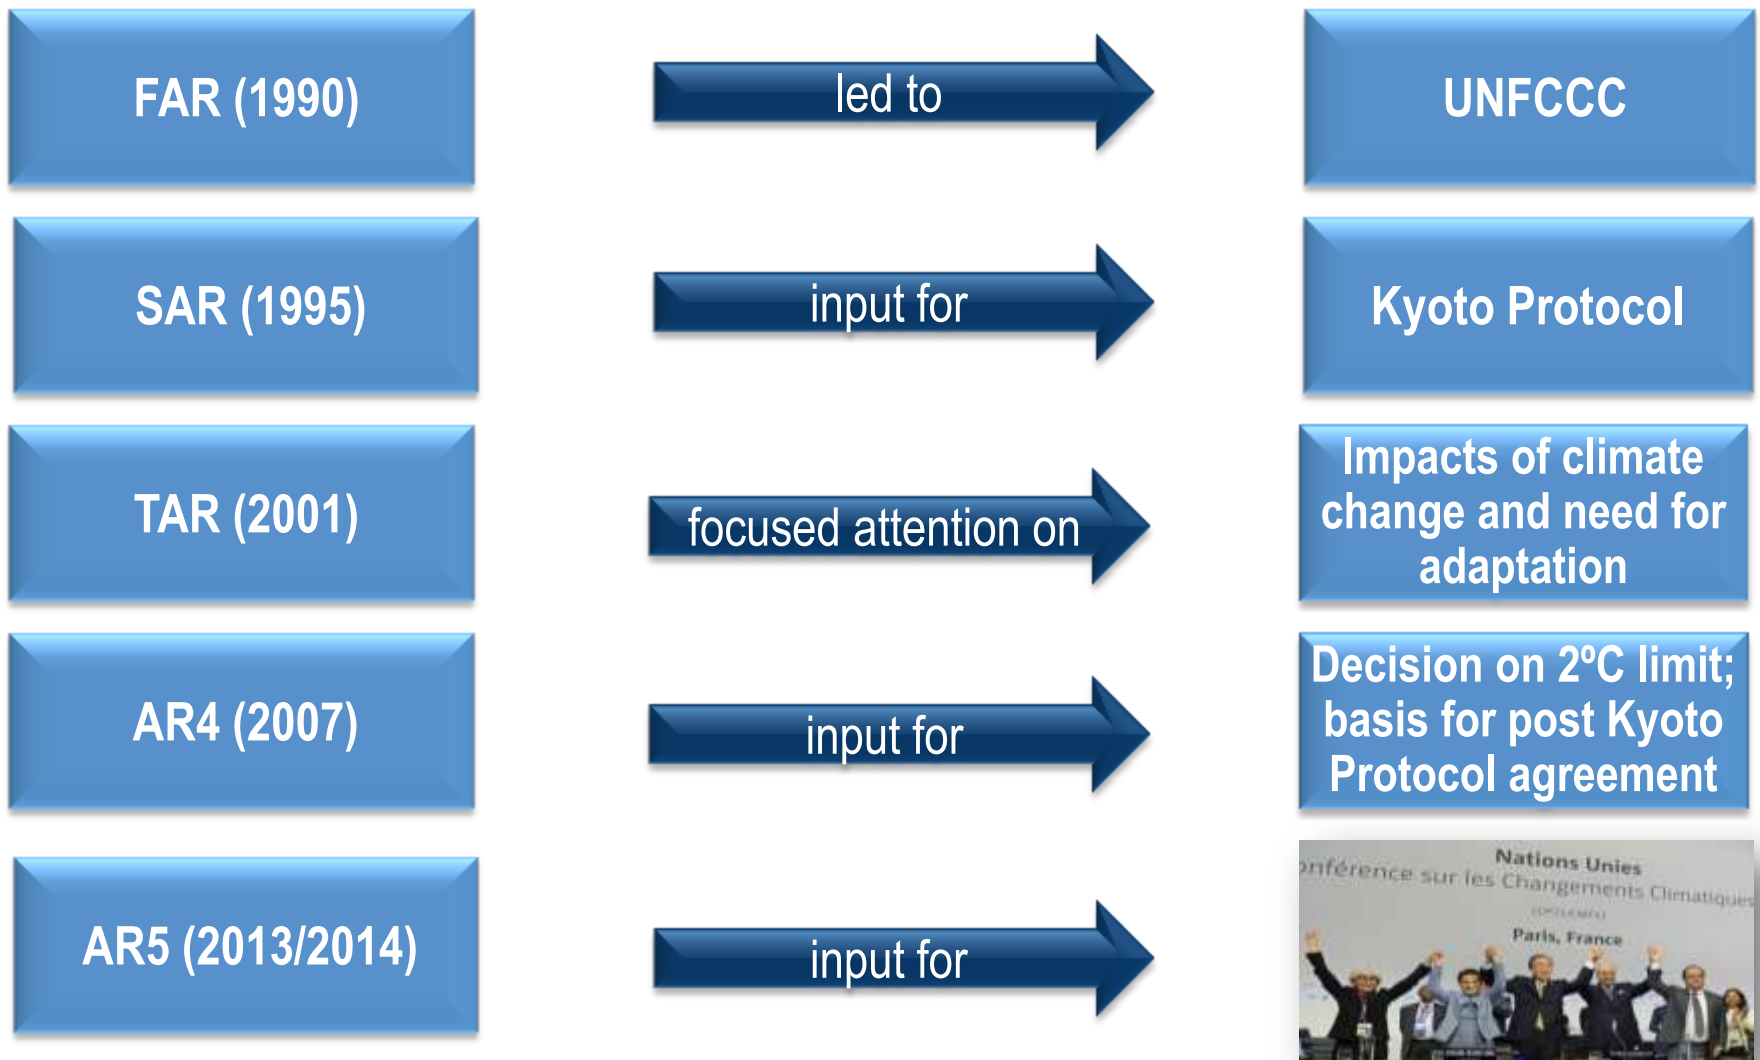 FAR (1990)
led to
UNFCCC
SAR (1995)
input for
Kyoto Protocol
TAR (2001)
focused attention on
Impacts of climate
change and need for
adaptation
AR4 (2007)
input for
Decision on 2ºC limit;
basis for post Kyoto
Protocol agreement
AR5 (2013/2014)
input for
Nations Unies
onférence sur les Changements Climatiques
Paris, France